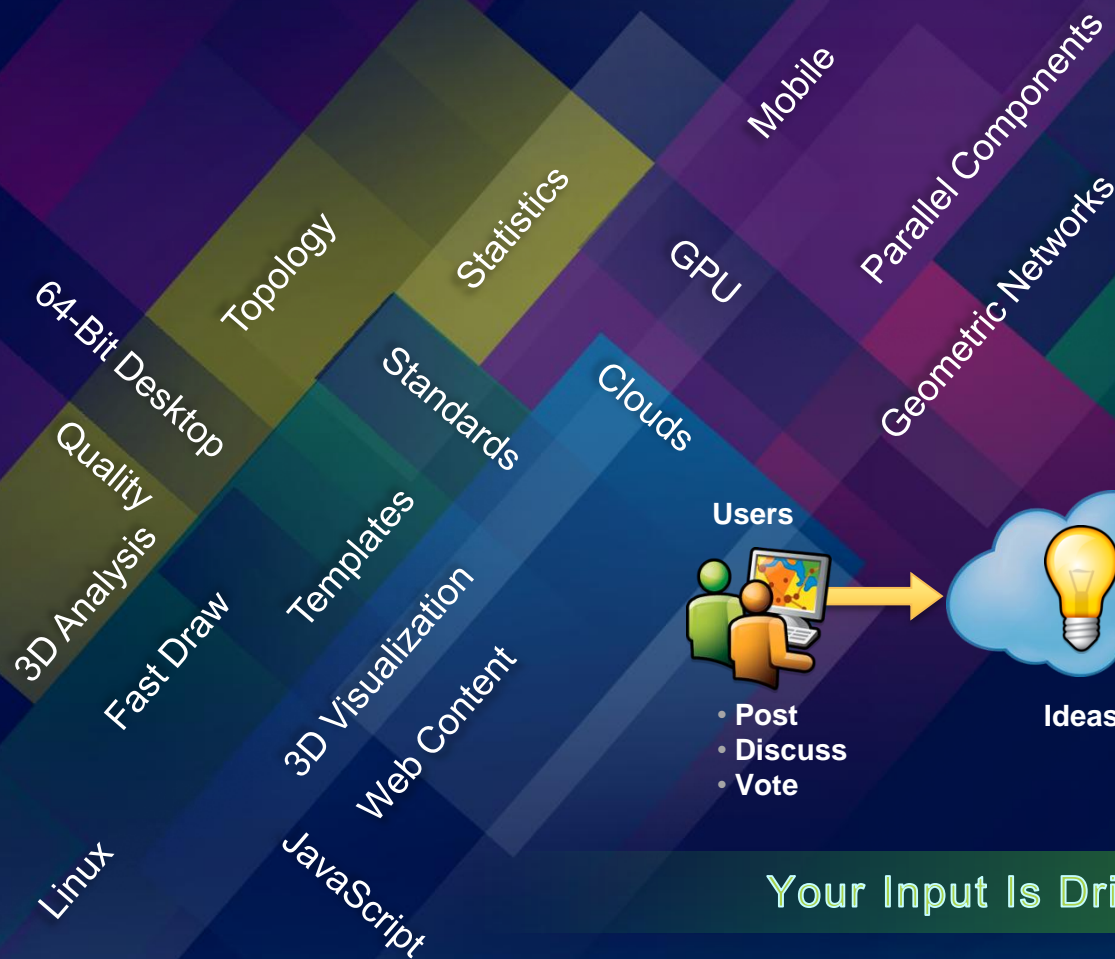 Mobile
Parallel Components
Statistics
Topology
GPU
Geometric Networks
64-Bit Desktop
Standards
Clouds
Quality
Templates
3D Analysis
Fast Draw
3D Visualization
Web Content
Linux
JavaScript
Users
• Post
• Discuss
• Vote
Ideas
Your Input Is Dri